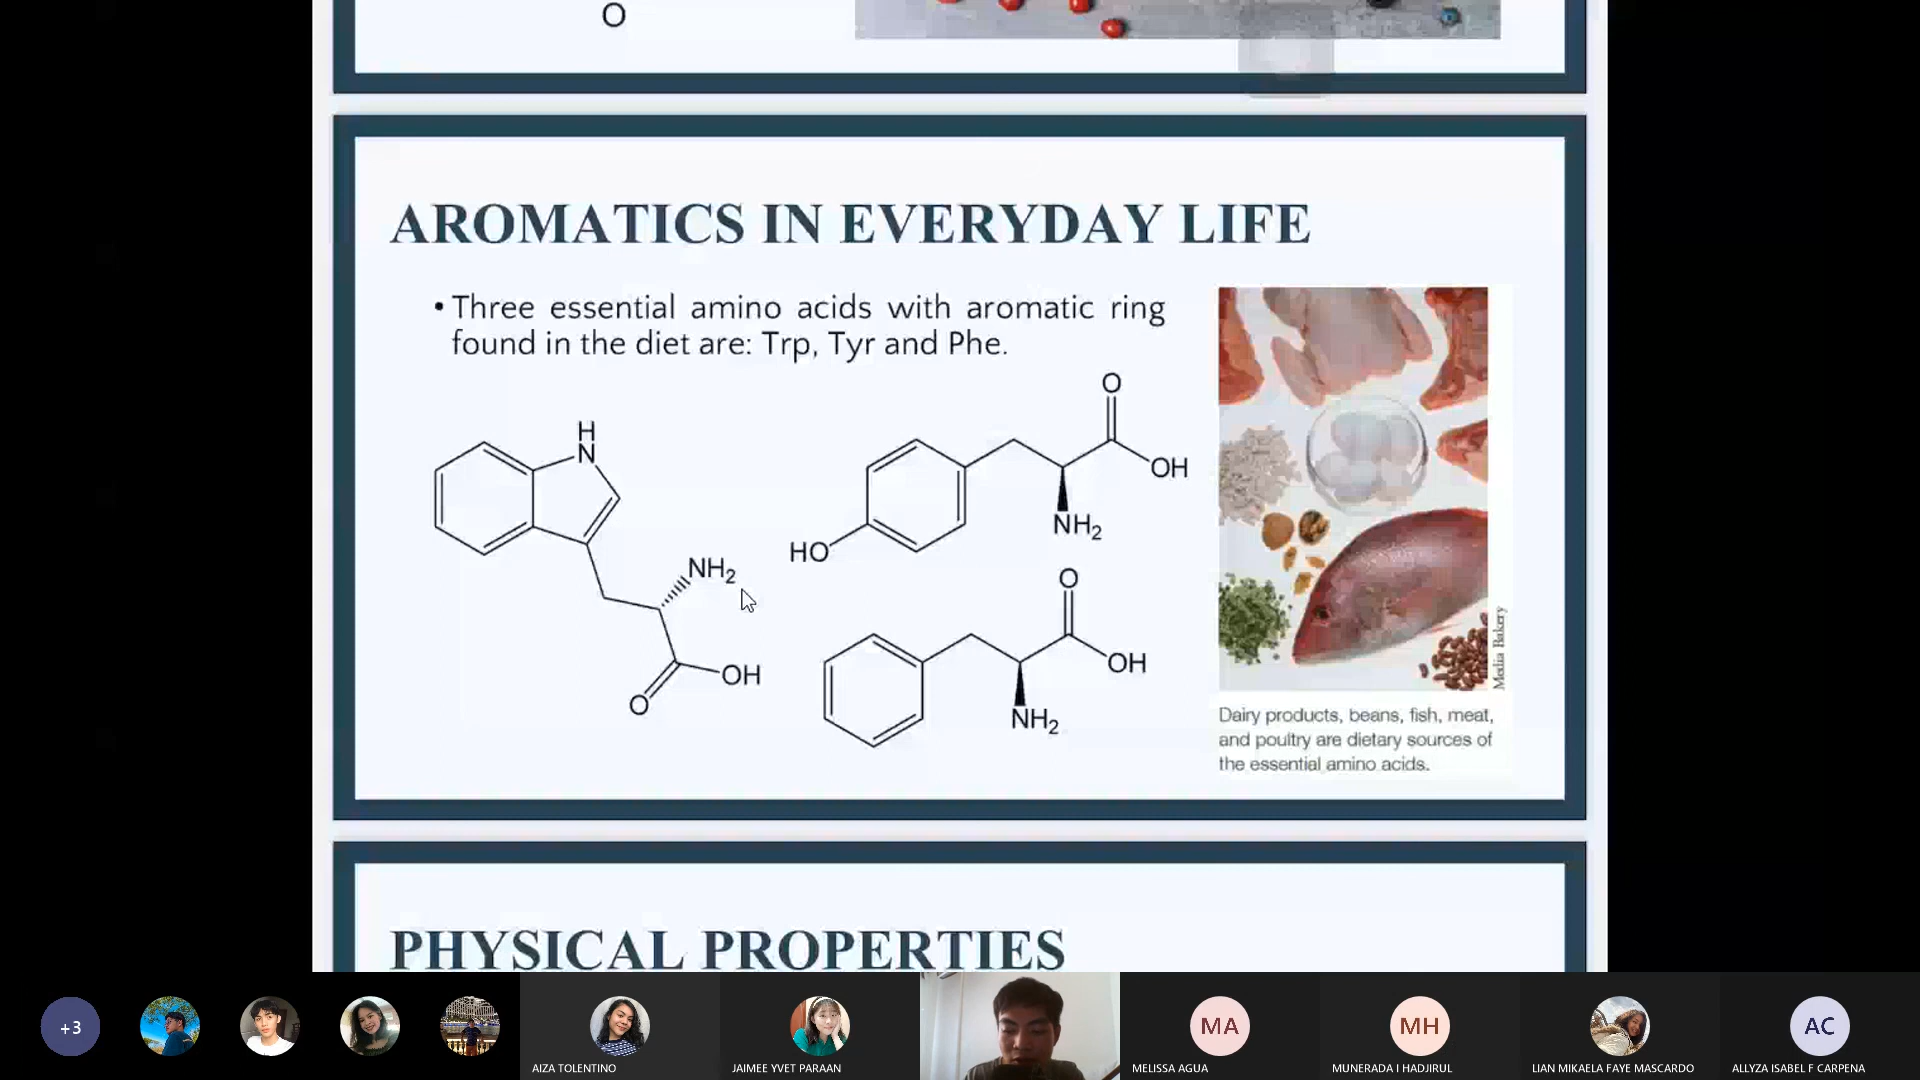 O
AROMATICS IN EVERYDAY LIFE
• Three essential amino acids with aromatic ring
found in the diet are: Trp, Tyr and Phe.
H
N
NH2
OH
O
O
OH
NH2
HO
O
OH
NH2
Media Bakery
Dairy products, beans, fish, meat,
and poultry are dietary sources of
the essential amino acids.
PHYSICAL PROPERTIES
+3
AIZA TOLENTINO
JAIMEE YVET PARAAN
MA
MELISSA AGUA
MH
MUNERADA I HADJIRUL
LIAN MIKAELA FAYE MASCARDO
AC
ALLYZA ISABEL F CARPENA